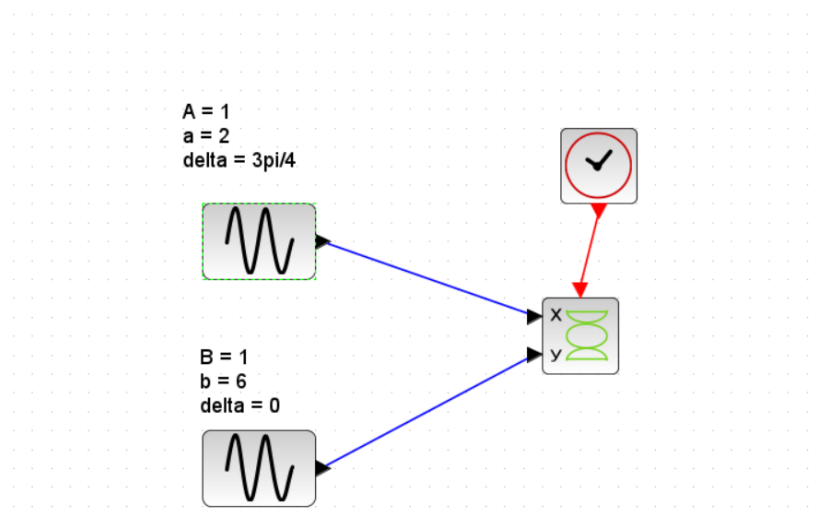 A = 1
a = 2
delta = 3pi/4
X
y
B = 1
b = 6
delta = 0